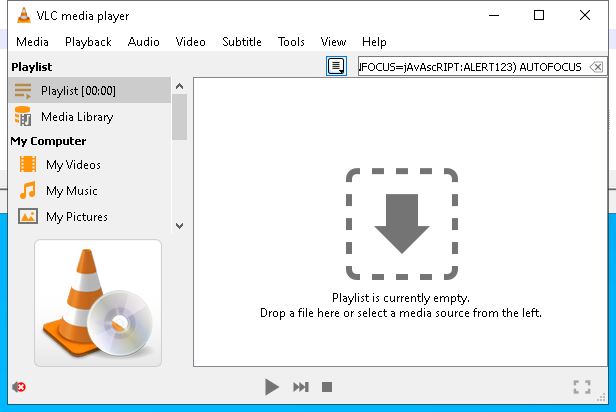 VLC media player
Media Playback Audio Video Subtitle Tools View Help
Playlist
FOCUS=jAvAscRIPT:ALERT123) AUTOFOCUS
Playlist [00:00]
Media Library
My Computer
My Videos
My Music
My Pictures
Playlist is currently empty.
Drop a file here or select a media source from the left.